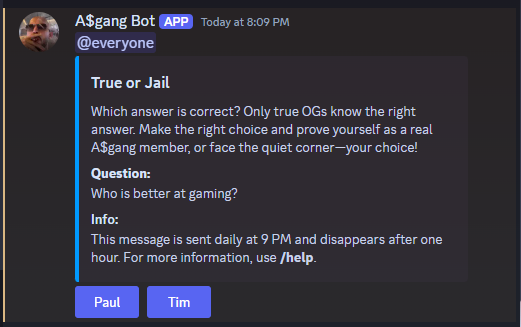 A$gang Bot APP Today at 8:09 PM
@everyone
True or Jail
Which answer is correct? Only true OGs know the right
answer. Make the right choice and prove yourself as a real
A$gang member, or face the quiet corner—your choice!
Question:
Who is better at gaming?
Info:
This message is sent daily at 9 PM and disappears after one
hour. For more information, use /help.
Paul Tim